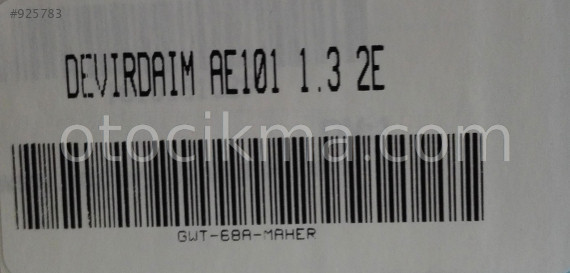 #925783
DEVIRDAIM AE101 1.3 2E
otocikma.com
GWT-68A-MAHER